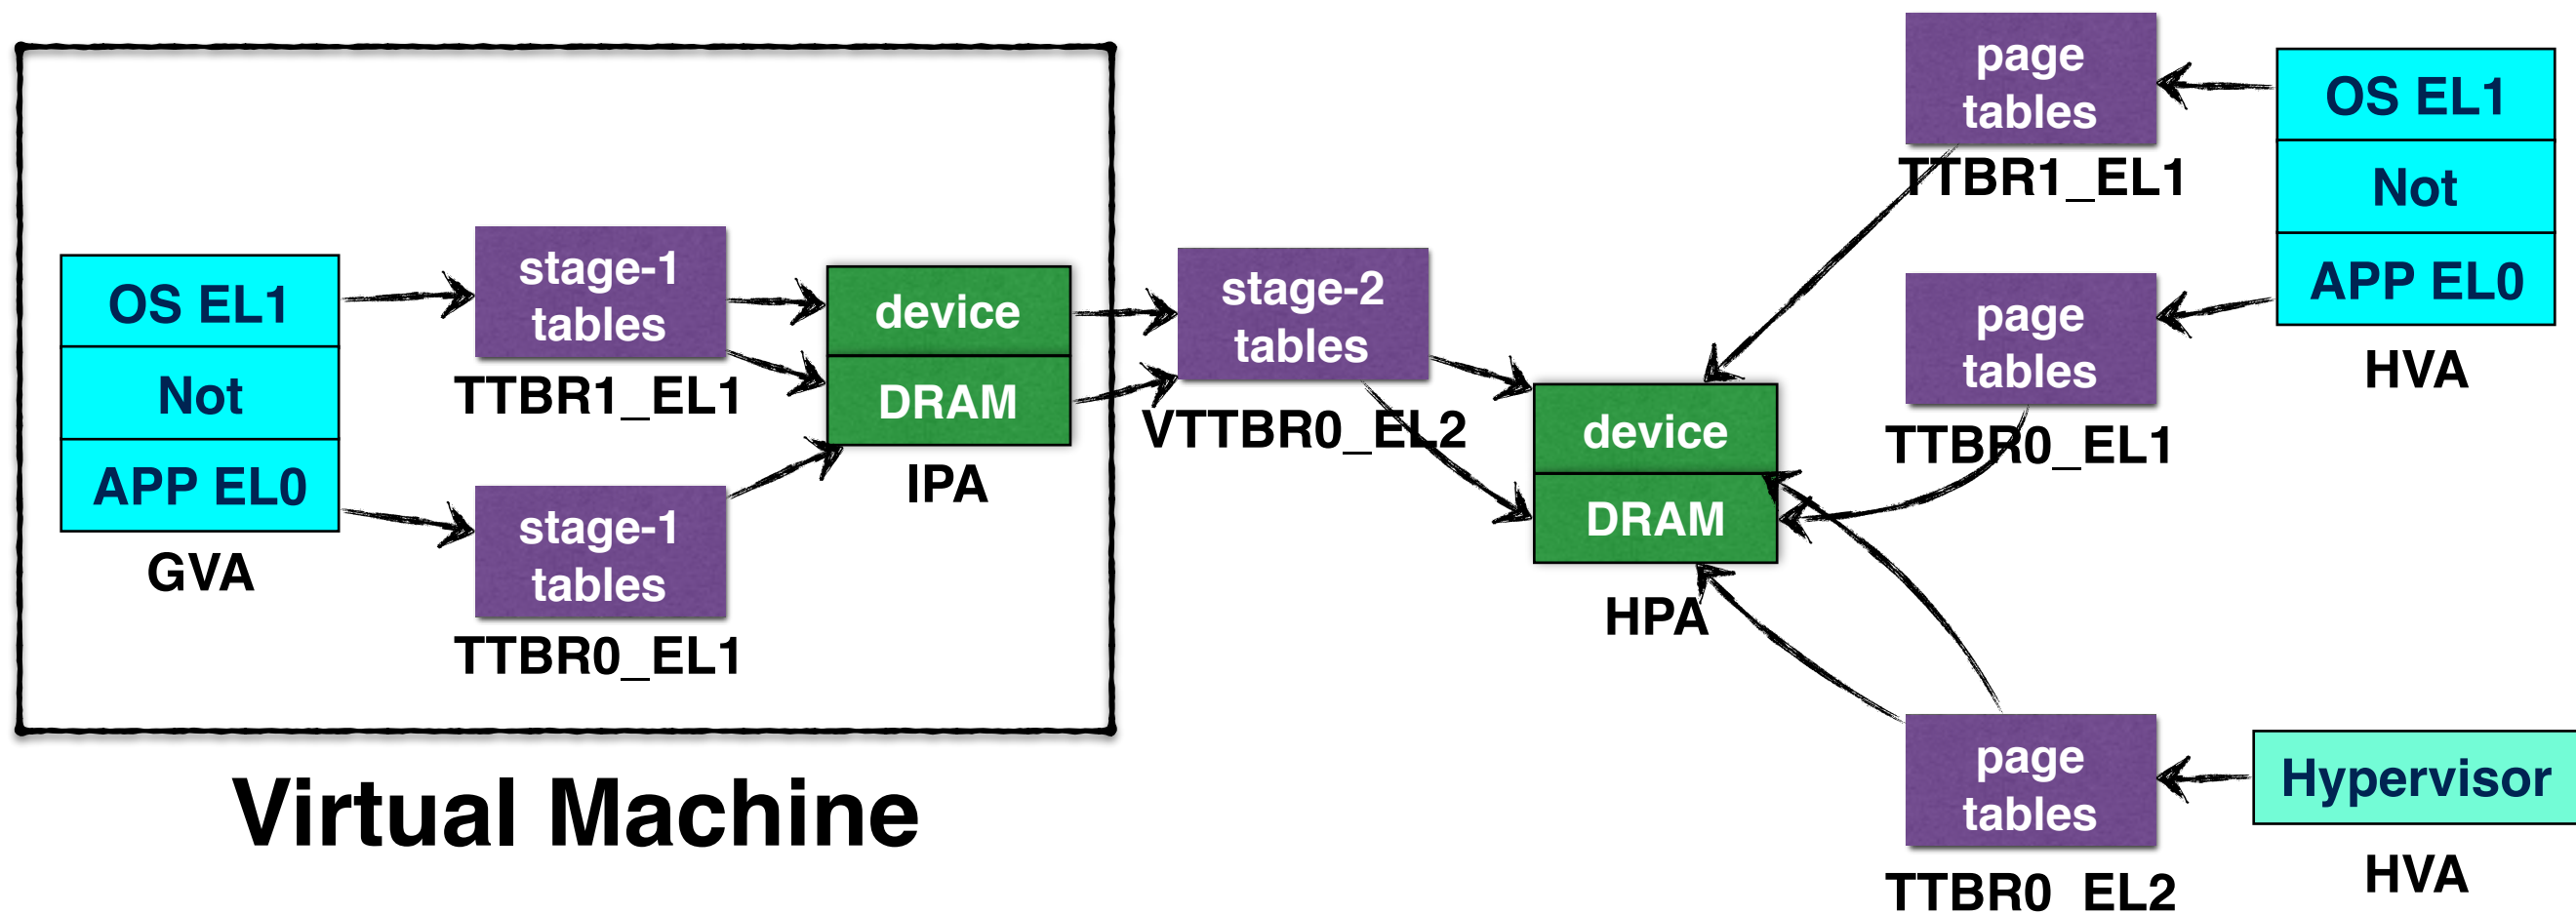 OS EL1
Not
APP EL0
GVA
stage-1
tables
TTBR1_EL1
stage-1
tables
TTBR0_EL1
device
DRAM
IPA
Virtual Machine
stage-2
tables
VTTBR0_EL2
device
DRAM
HPA
page
tables
TTBR1_EL1
page
tables
TTBR0_EL1
OS EL1
Not
APP EL0
HVA
page
tables
TTBR0_EL2
Hypervisor
HVA